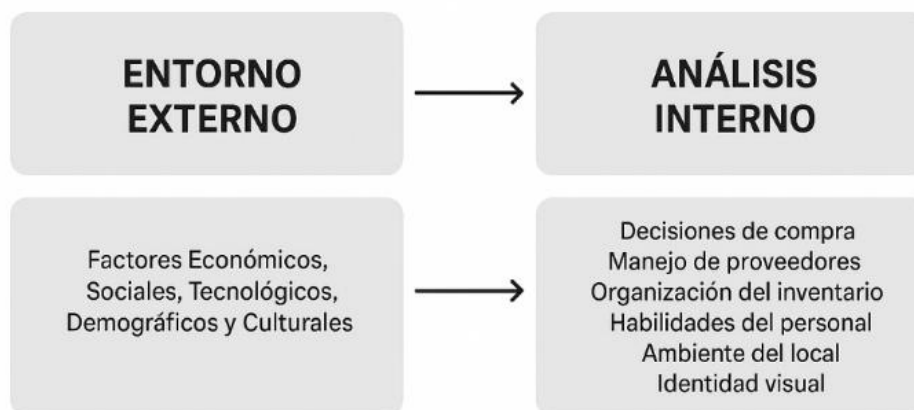 ENTORNO
EXTERNO
ANÁLISIS
INTERNO
Factores Económicos,
Sociales, Tecnológicos,
Demográficos y Culturales
Decisiones de compra
Manejo de proveedores
Organización del inventario
Habilidades del personal
Ambiente del local
Identidad visual